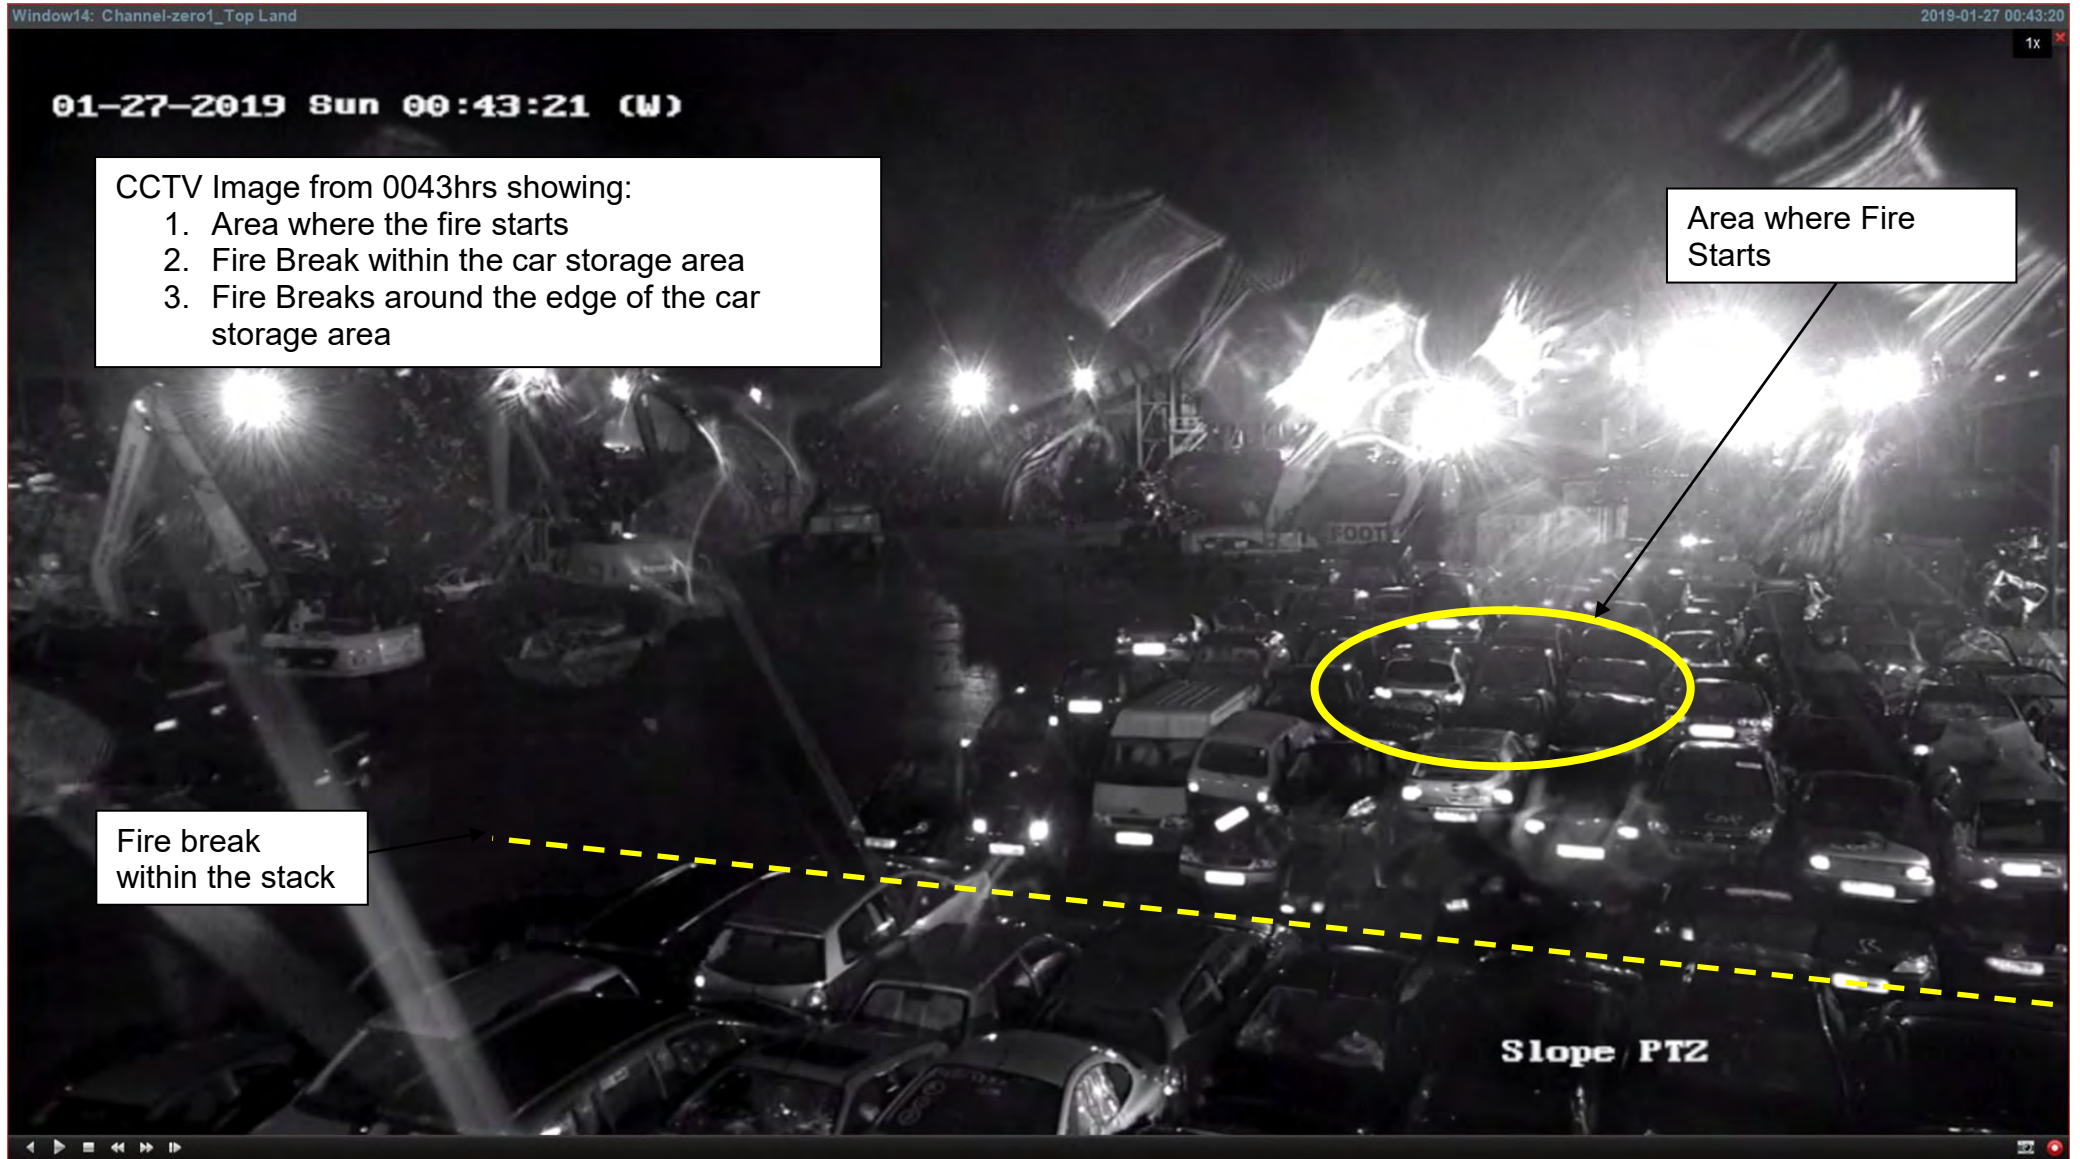 Window14: Channel-zero1_Top Land
2019-01-27 00:43:20
1x
01-27-2019 Sun 00:43:21 (W)
CCTV Image from 0043hrs showing:
1. Area where the fire starts
2. Fire Break within the car storage area
3. Fire Breaks around the edge of the car
storage area
Area where Fire
Starts
FOOT
Fire break
within the stack
Slope PTZ